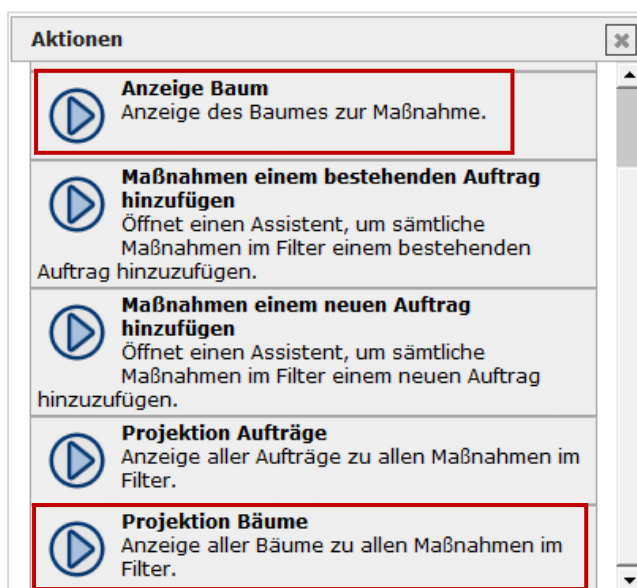 Aktionen
Anzeige Baum
Anzeige des Baumes zur Maßnahme.
Maßnahmen einem bestehenden Auftrag
hinzufügen
Öffnet einen Assistent, um sämtliche
Maßnahmen im Filter einem bestehenden
Auftrag hinzuzufügen.
Maßnahmen einem neuen Auftrag
hinzufügen
Öffnet einen Assistent, um sämtliche
Maßnahmen im Filter einem neuen Auftrag
hinzuzufügen.
Projektion Aufträge
Anzeige aller Aufträge zu allen Maßnahmen im
Filter.
Projektion Bäume
Anzeige aller Bäume zu allen Maßnahmen im
Filter.